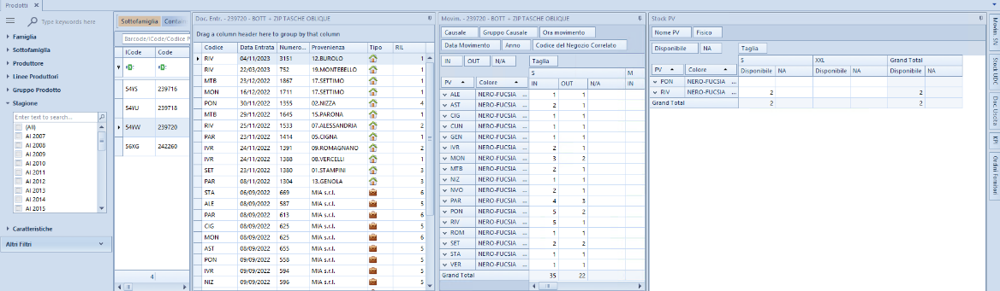 Prodotti
Type keywords here
Famiglia
Sottofamiglia
Produttore
Linee Produttori
Gruppo Prodotto
Stagione
Enter text to search...
(All)
AI 2007
AI 2008
AI 2009
AI 2010
AI 2011
AI 2012
AI 2013
AI 2014
AI 2015
Caratteristiche
Altri Filtri
Sottofamiglia Contain
Barcode/ICode/Codice P
ICode Code
54YS 239716
54YU 239718
54YW 239720
56XG 242260
4
Doc. Entr. - 239720 - BOTT + ZIP TASCHE OBLIQUE
Drag a column header here to group by that column
Codice Data Entrata Numero... Provenienza Tipo RIL
RIV 04/11/2023 3151 12.BUROLO 1
RIV 22/03/2023 752 19.MONTEBELLO 1
MTB 23/12/2022 1867 17.SETTIMO 1
MON 16/12/2022 1711 17.SETTIMO 1
PON 30/11/2022 1355 02.NIZZA 4
MTB 29/11/2022 1645 15.PARONA 1
RIV 25/11/2022 1533 07.ALESSANDRIA 2
PAR 23/11/2022 1414 05.CIGNA 1
IVR 24/11/2022 1391 09.ROMAGNANO 2
IVR 24/11/2022 1388 08.VERCELLI 1
SET 23/11/2022 1380 01.STAMPINI 3
PAR 08/11/2022 1304 13.GENOLA 3
STA 08/09/2022 669 MIA s.r.l. 6
ALE 08/09/2022 587 MIA s.r.l. 5
PAR 08/09/2022 613 MIA s.r.l. 6
CIG 08/09/2022 625 MIA s.r.l. 5
MON 08/09/2022 625 MIA s.r.l. 6
AST 08/09/2022 655 MIA s.r.l. 5
PON 09/09/2022 558 MIA s.r.l. 5
IVR 09/09/2022 594 MIA s.r.l. 5
NIZ 09/09/2022 596 MIA s.r.l. 5
Movim. - 239720 - BOTT + ZIP TASCHE OBLIQUE
Causale Gruppo Causale Ora movimento
Data Movimento Anno Codice del Negozio Correlato
IN OUT N/A Taglia
S M
PV Colore IN OUT N/A IN
ALE NERO-FUCSIA ... 1 1
AST NERO-FUCSIA ... 2 1
CIG NERO-FUCSIA ... 1 1
CUN NERO-FUCSIA ... 1 1
GEN NERO-FUCSIA ... 1 1
IVR NERO-FUCSIA ... 2 1
MON NERO-FUCSIA ... 3 2
MTB NERO-FUCSIA ... 2 1
NIZ NERO-FUCSIA ... 1 1
NVO NERO-FUCSIA ... 2 1
PAR NERO-FUCSIA ... 4 3
PON NERO-FUCSIA ... 5 2
RIV NERO-FUCSIA ... 5 1
ROM NERO-FUCSIA ... 1 1
SET NERO-FUCSIA ... 2 2
STA NERO-FUCSIA ... 1 1
VER NERO-FUCSIA ... 1 1
Grand Total 35 22
Stock PV
Nome PV Fisico
Disponibile NA Taglia
S XXL Grand Total
PV Colore Disponibile NA Disponibile NA Disponibile NA
PON NERO-FUCSIA ...
RIV NERO-FUCSIA ... 2 2
Grand Total 2 2
Movimi SN
Stock UDC
Doc Uscita
KPI
Ordini Fornitori